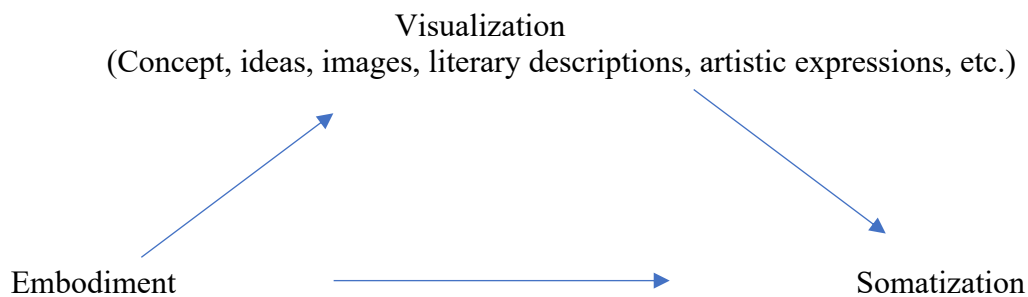 Visualization
(Concept, ideas, images, literary descriptions, artistic expressions, etc.)
Embodiment
Somatization